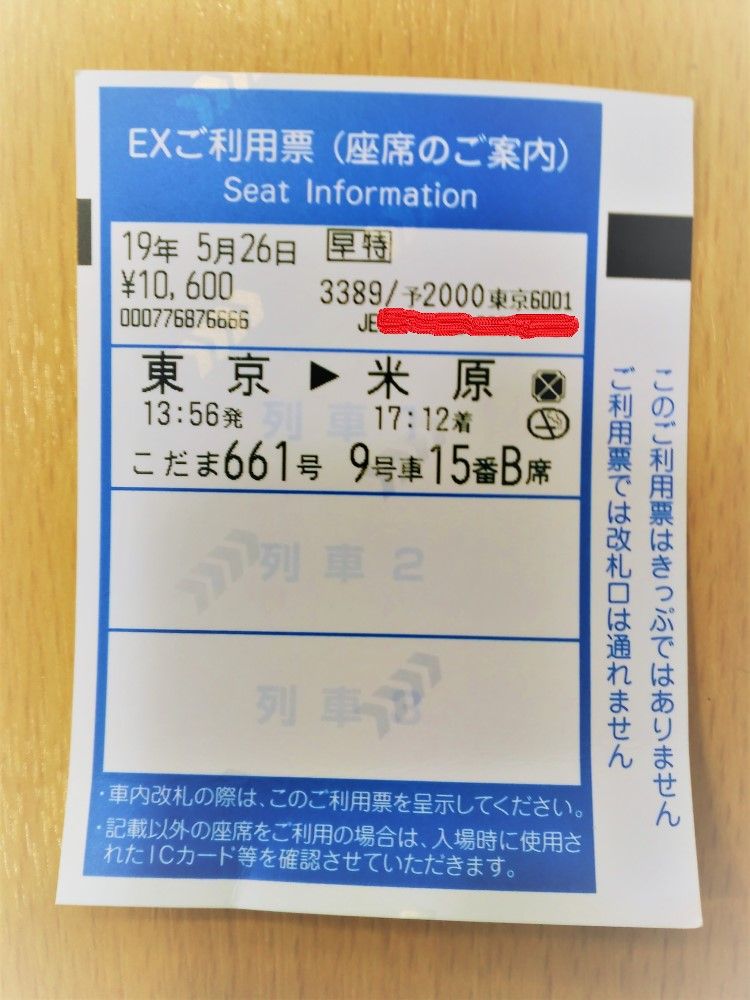 EXご利用票（座席のご案内）
Seat Information
19年 5月26日 早特
¥10,600 3389/予2000東京6001
000776876666 JE
東京 ▶ 米原
13:56発 17:12着
こだま661号 9号車15番B席
列車1
列車2
列車3
・車内改札の際は、このご利用票を呈示してください。
・記載以外の座席をご利用の場合は、入場時に使用さ
れたICカード等を確認させていただきます。
このご利用票はきっぷではありません
ご利用票では改札口は通れません